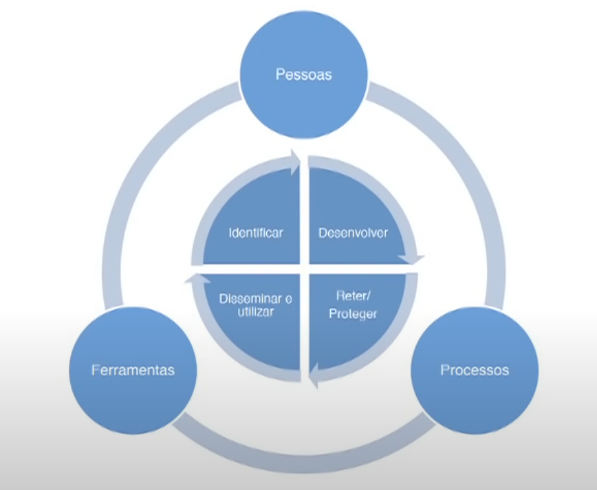 Pessoas
Identificar
Desenvolver
Disseminar e
utilizar
Reter/
Proteger
Ferramentas
Processos